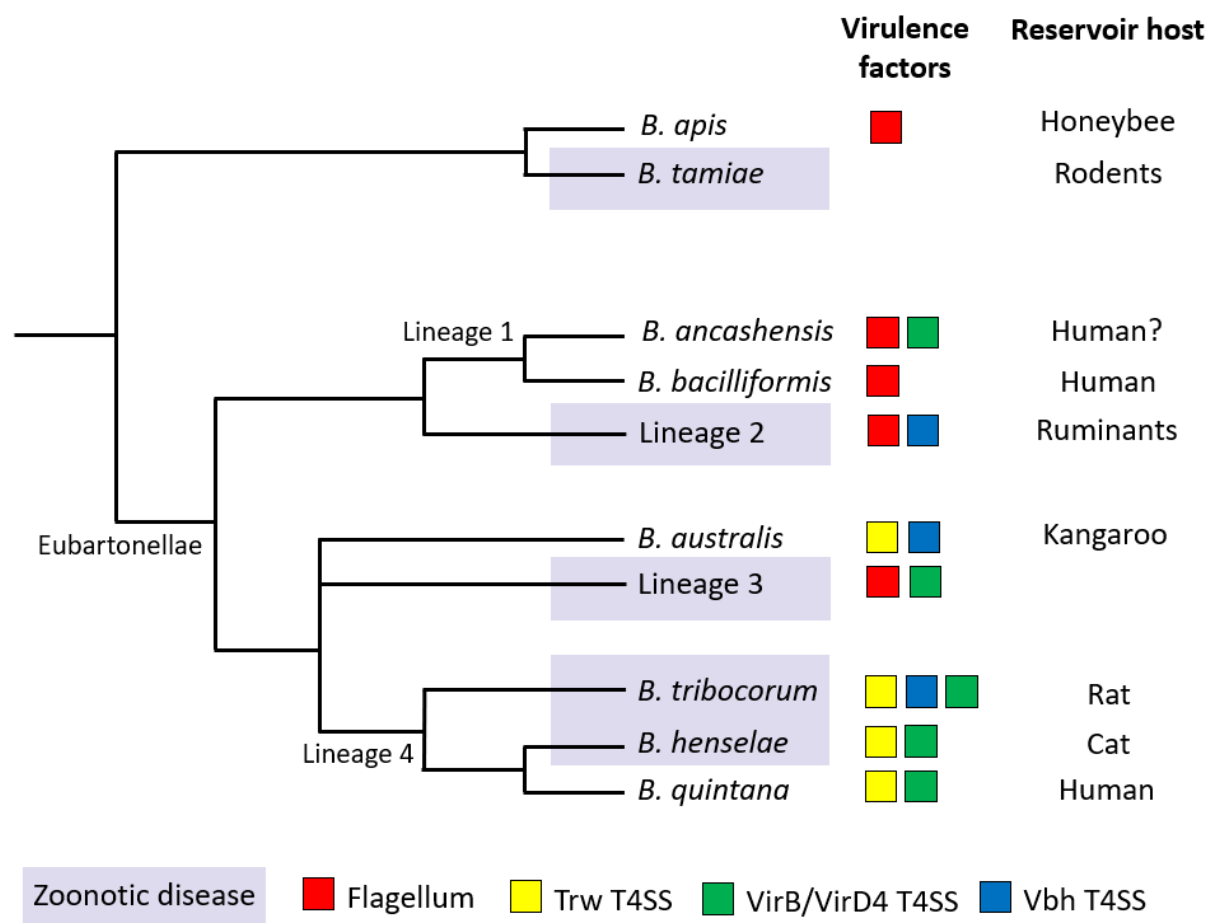 Virulence factors
Reservoir host
B. apis
Honeybee
B. tamiae
Rodents
Lineage 1
B. ancashensis
Human?
B. bacilliformis
Human
Lineage 2
Ruminants
Eubartonellae
B. australis
Kangaroo
Lineage 3
B. tribocorum
Rat
Lineage 4
B. henselae
Cat
B. quintana
Human
Zoonotic disease
Flagellum
Trw T4SS
VirB/VirD4 T4SS
Vbh T4SS